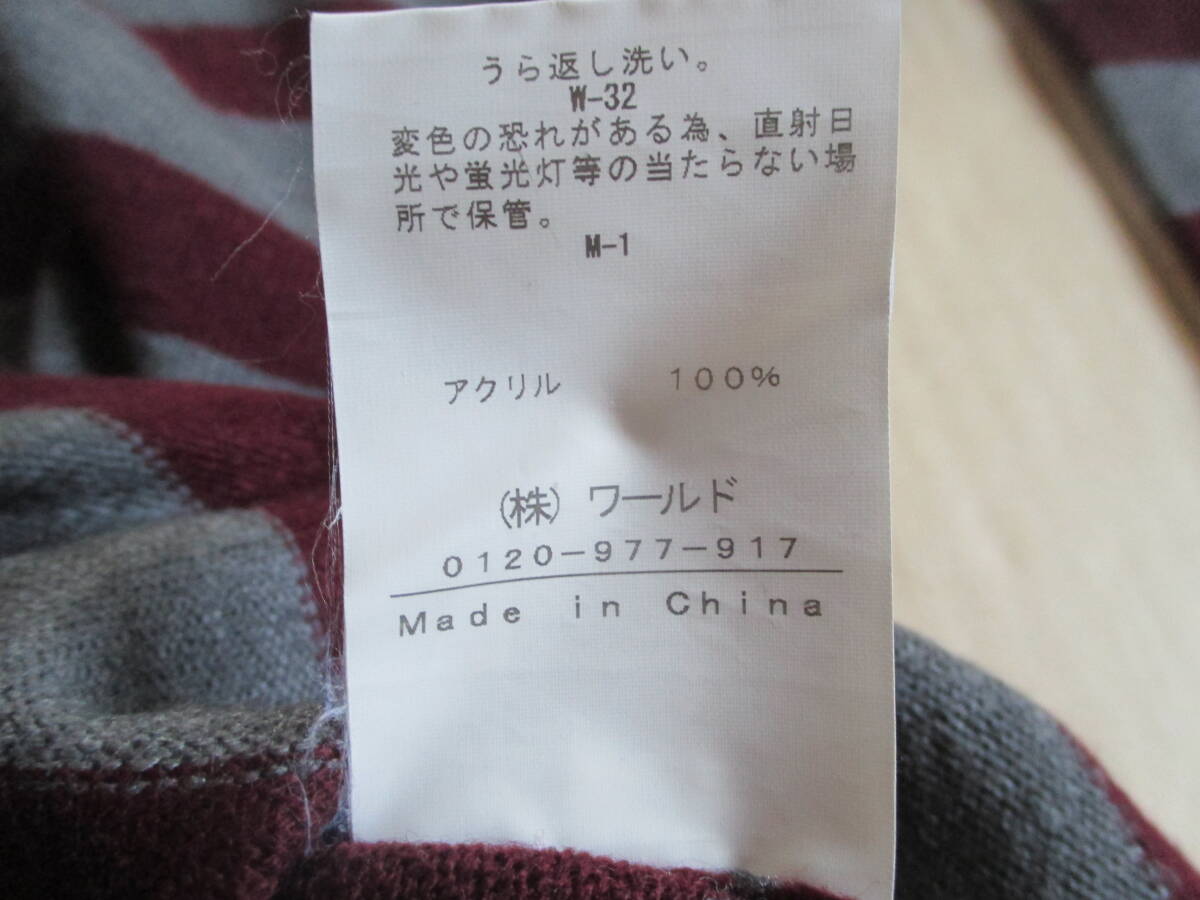 うら返し洗い。
W-32
変色の恐れがある為、直射日
光や蛍光灯等の当たらない場
所で保管。
M-1
アクリル 100%
(株) ワールド
0120-977-917
Made in China